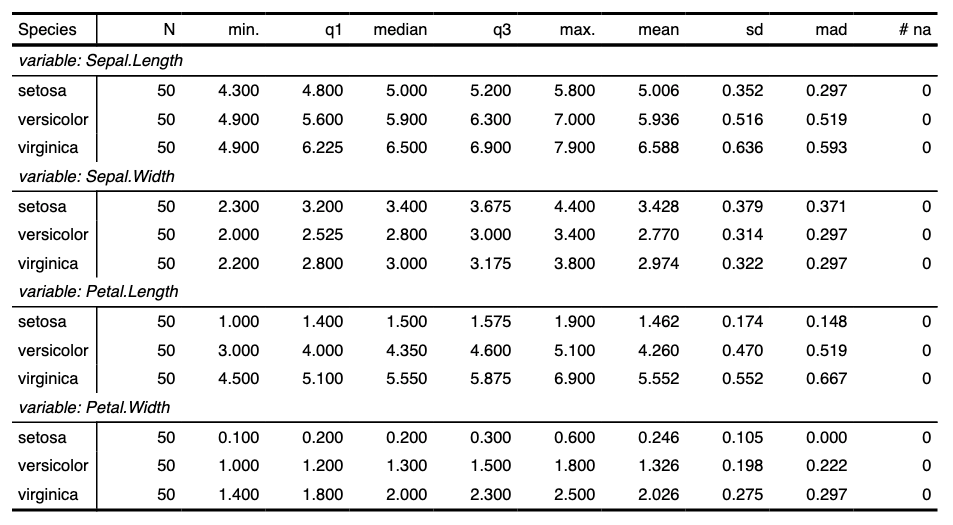 Species N min. q1 median q3 max. mean sd mad # na
variable: Sepal.Length
setosa 50 4.300 4.800 5.000 5.200 5.800 5.006 0.352 0.297 0
versicolor 50 4.900 5.600 5.900 6.300 7.000 5.936 0.516 0.519 0
virginica 50 4.900 6.225 6.500 6.900 7.900 6.588 0.636 0.593 0
variable: Sepal.Width
setosa 50 2.300 3.200 3.400 3.675 4.400 3.428 0.379 0.371 0
versicolor 50 2.000 2.525 2.800 3.000 3.400 2.770 0.314 0.297 0
virginica 50 2.200 2.800 3.000 3.175 3.800 2.974 0.322 0.297 0
variable: Petal.Length
setosa 50 1.000 1.400 1.500 1.575 1.900 1.462 0.174 0.148 0
versicolor 50 3.000 4.000 4.350 4.600 5.100 4.260 0.470 0.519 0
virginica 50 4.500 5.100 5.550 5.875 6.900 5.552 0.552 0.667 0
variable: Petal.Width
setosa 50 0.100 0.200 0.200 0.300 0.600 0.246 0.105 0.000 0
versicolor 50 1.000 1.200 1.300 1.500 1.800 1.326 0.198 0.222 0
virginica 50 1.400 1.800 2.000 2.300 2.500 2.026 0.275 0.297 0